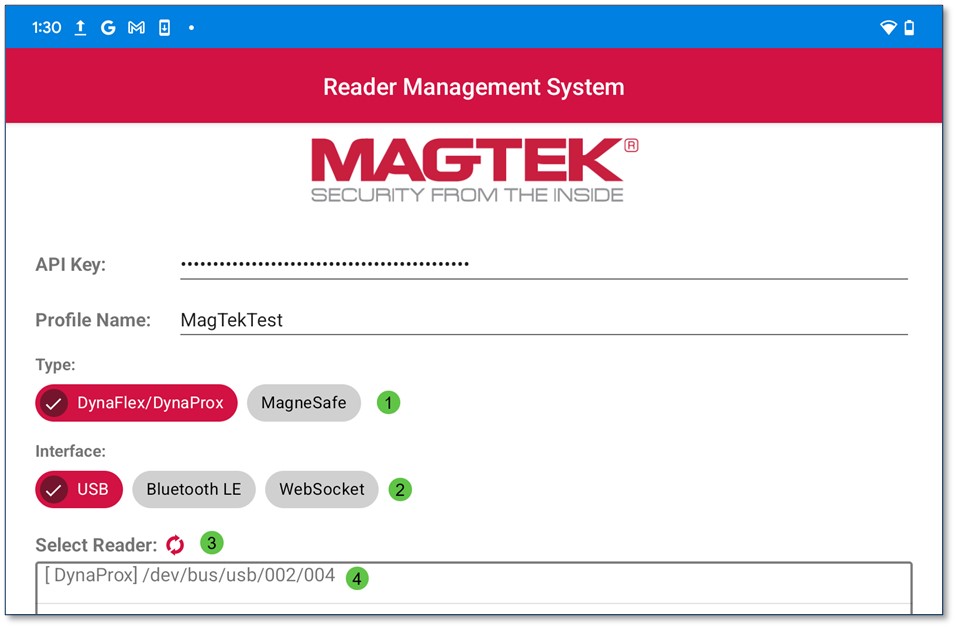 1:30
Reader Management System
MAGTEK®
SECURITY FROM THE INSIDE
API Key: ••••••••••••••••••••••••••••••••••••••••••••
Profile Name: MagTekTest
Type:
DynaFlex/DynaProx MagneSafe 1
Interface:
USB Bluetooth LE WebSocket 2
Select Reader: 3
[ DynaProx] /dev/bus/usb/002/004 4